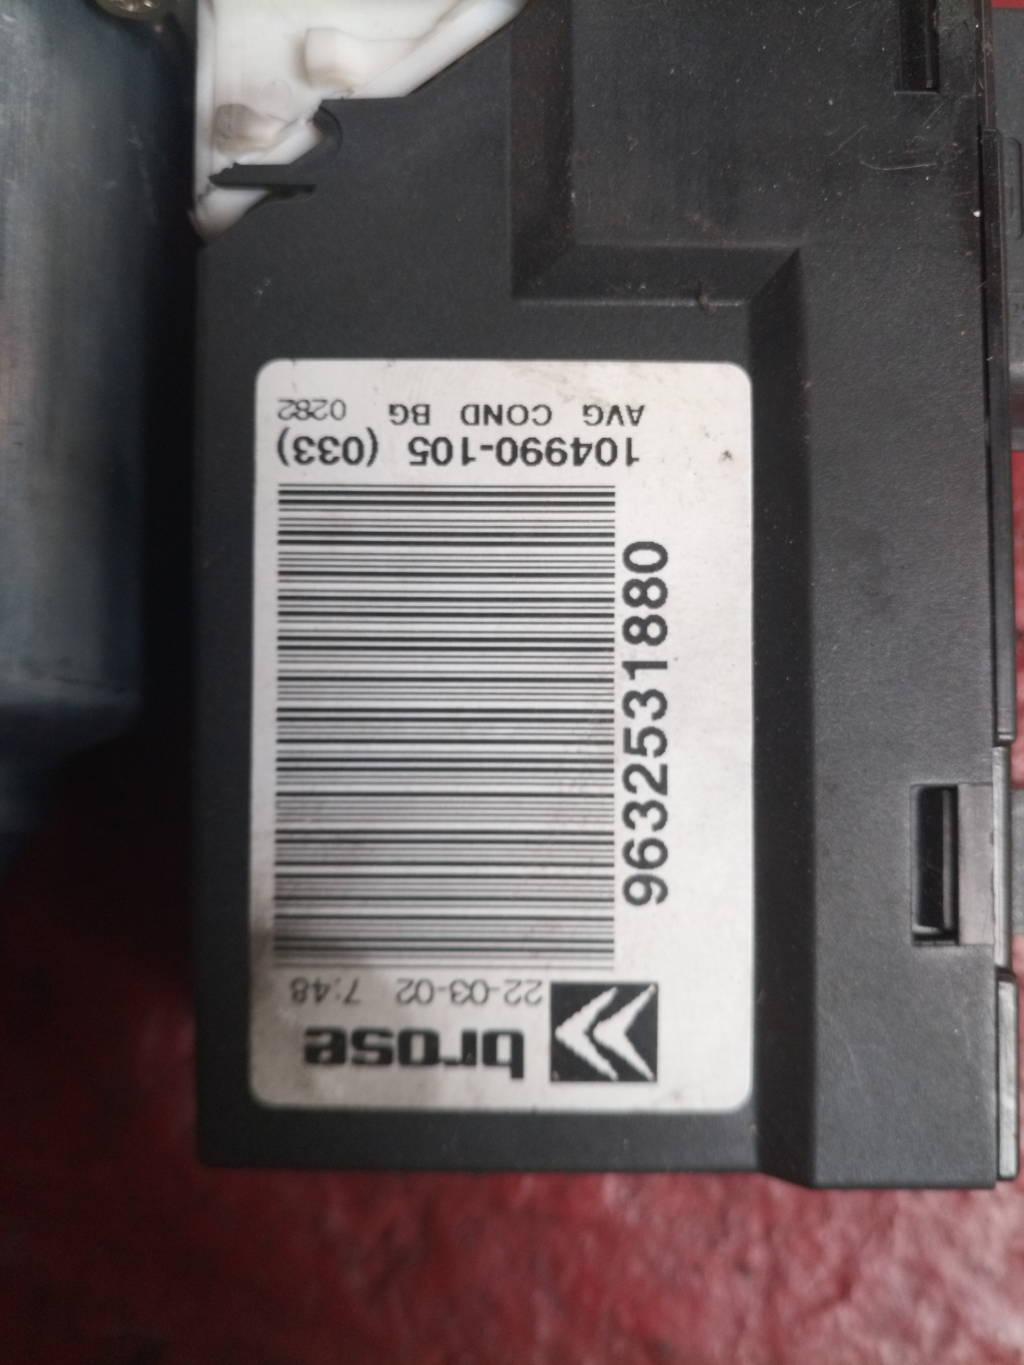 brose
22-03-02 7:48
9632531880
104990-105 (033)
AVG COND BG 0282